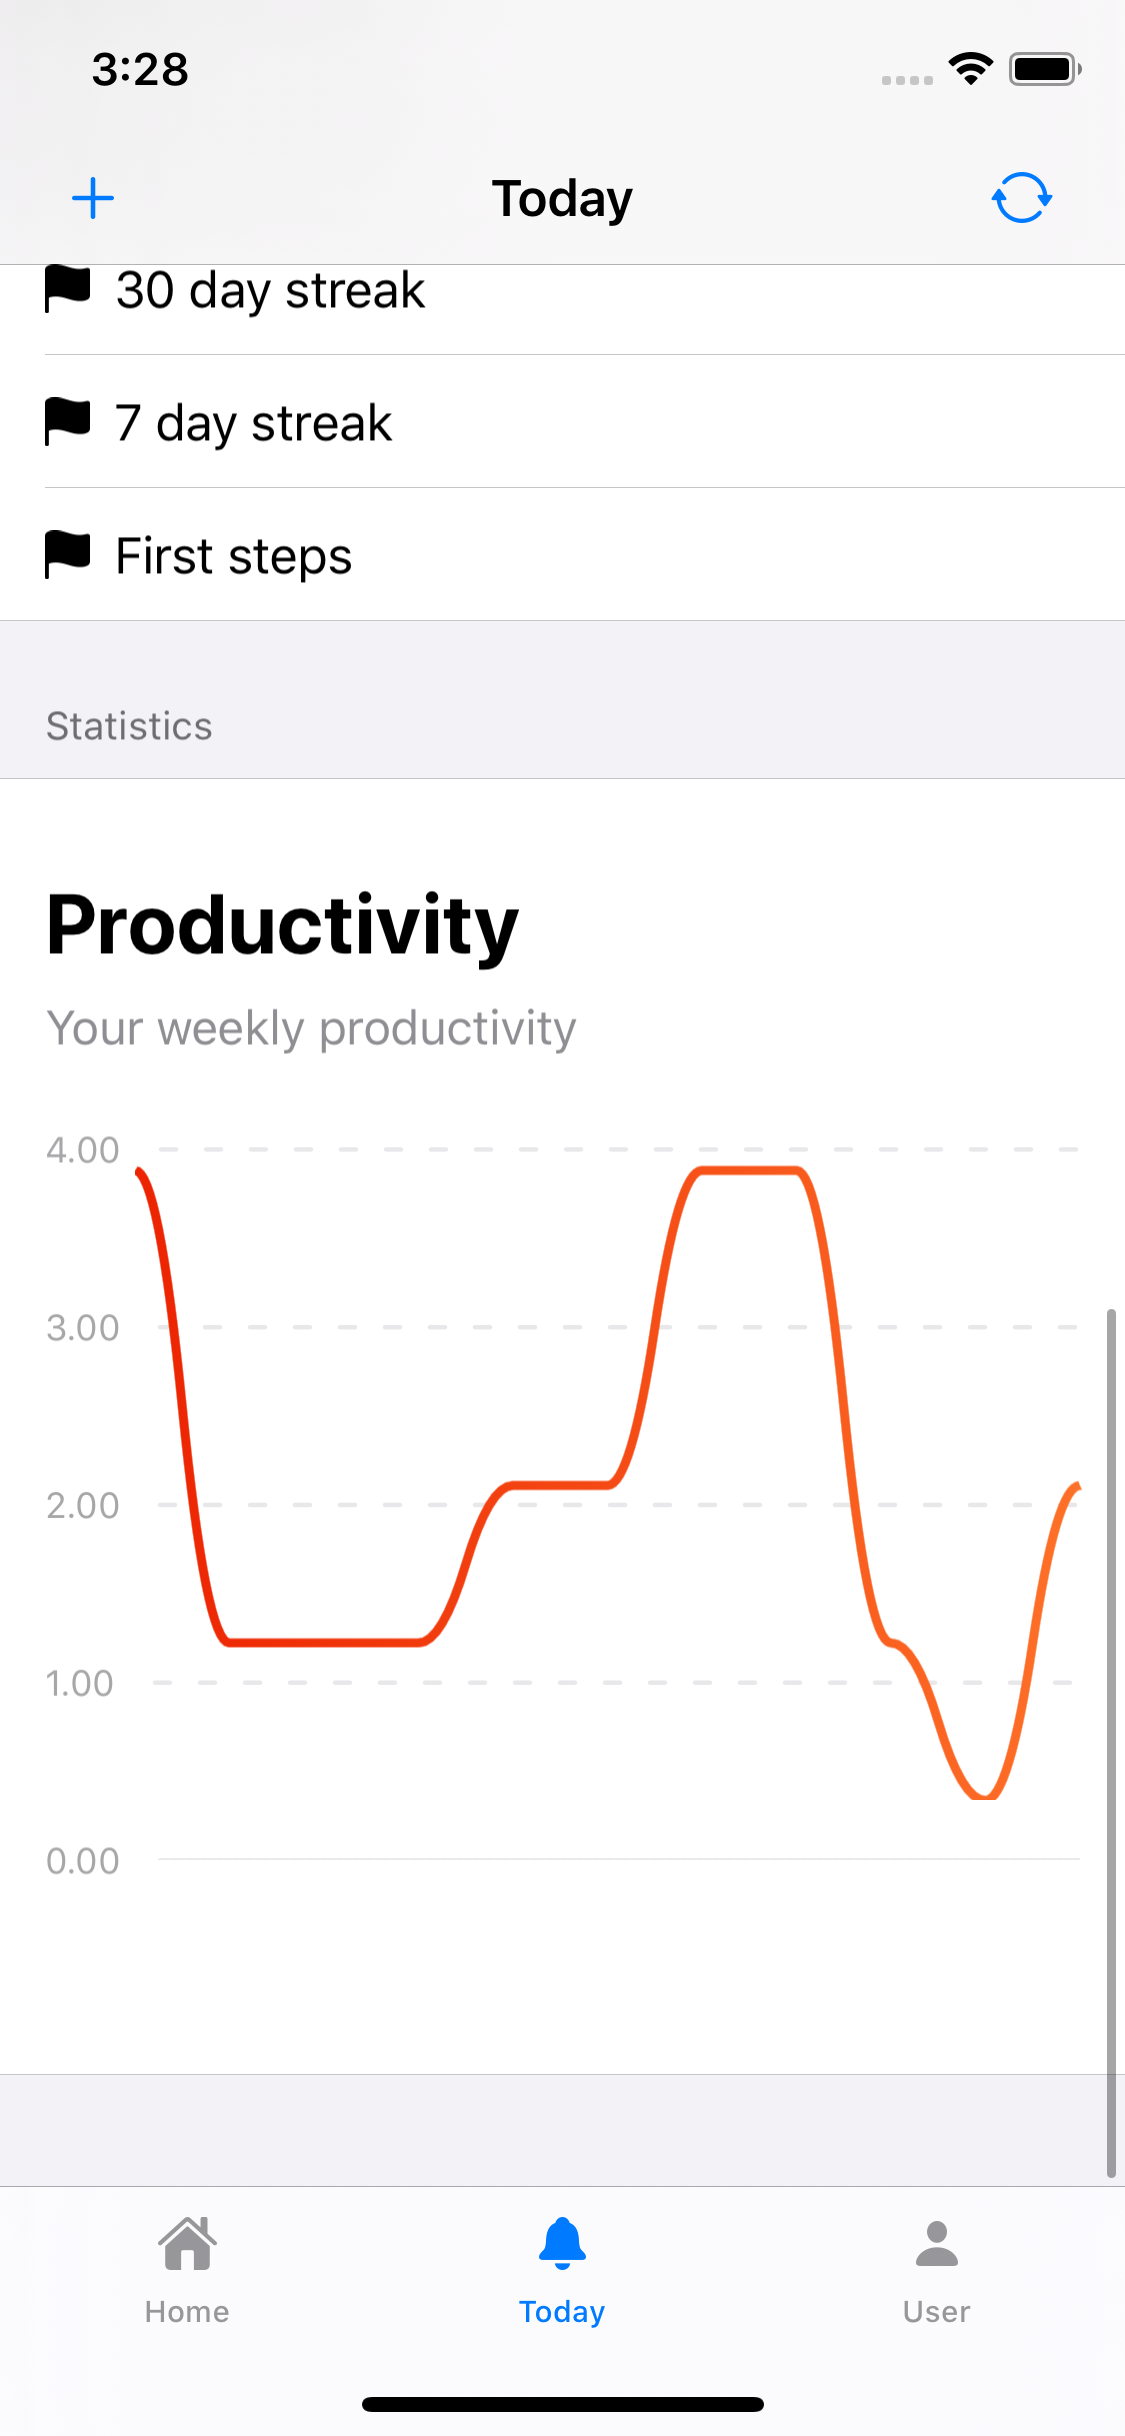 3:28
Today
30 day streak
7 day streak
First steps
Statistics
Productivity
Your weekly productivity
4.00
3.00
2.00
1.00
0.00
Home
Today
User